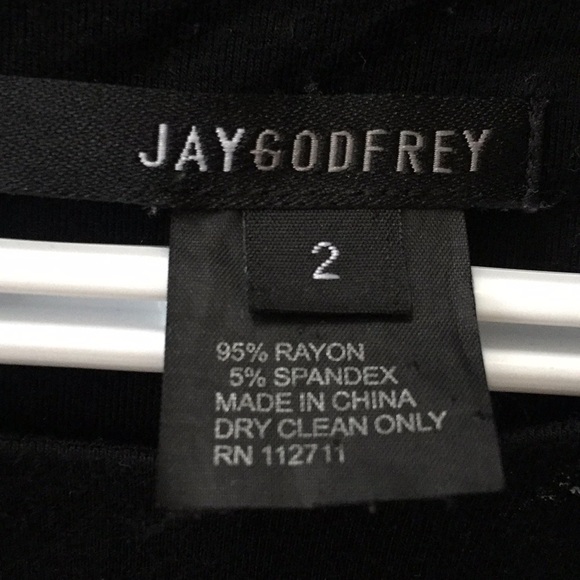 JAYGODFREY
2
95% RAYON
5% SPANDEX
MADE IN CHINA
DRY CLEAN ONLY
RN 112711